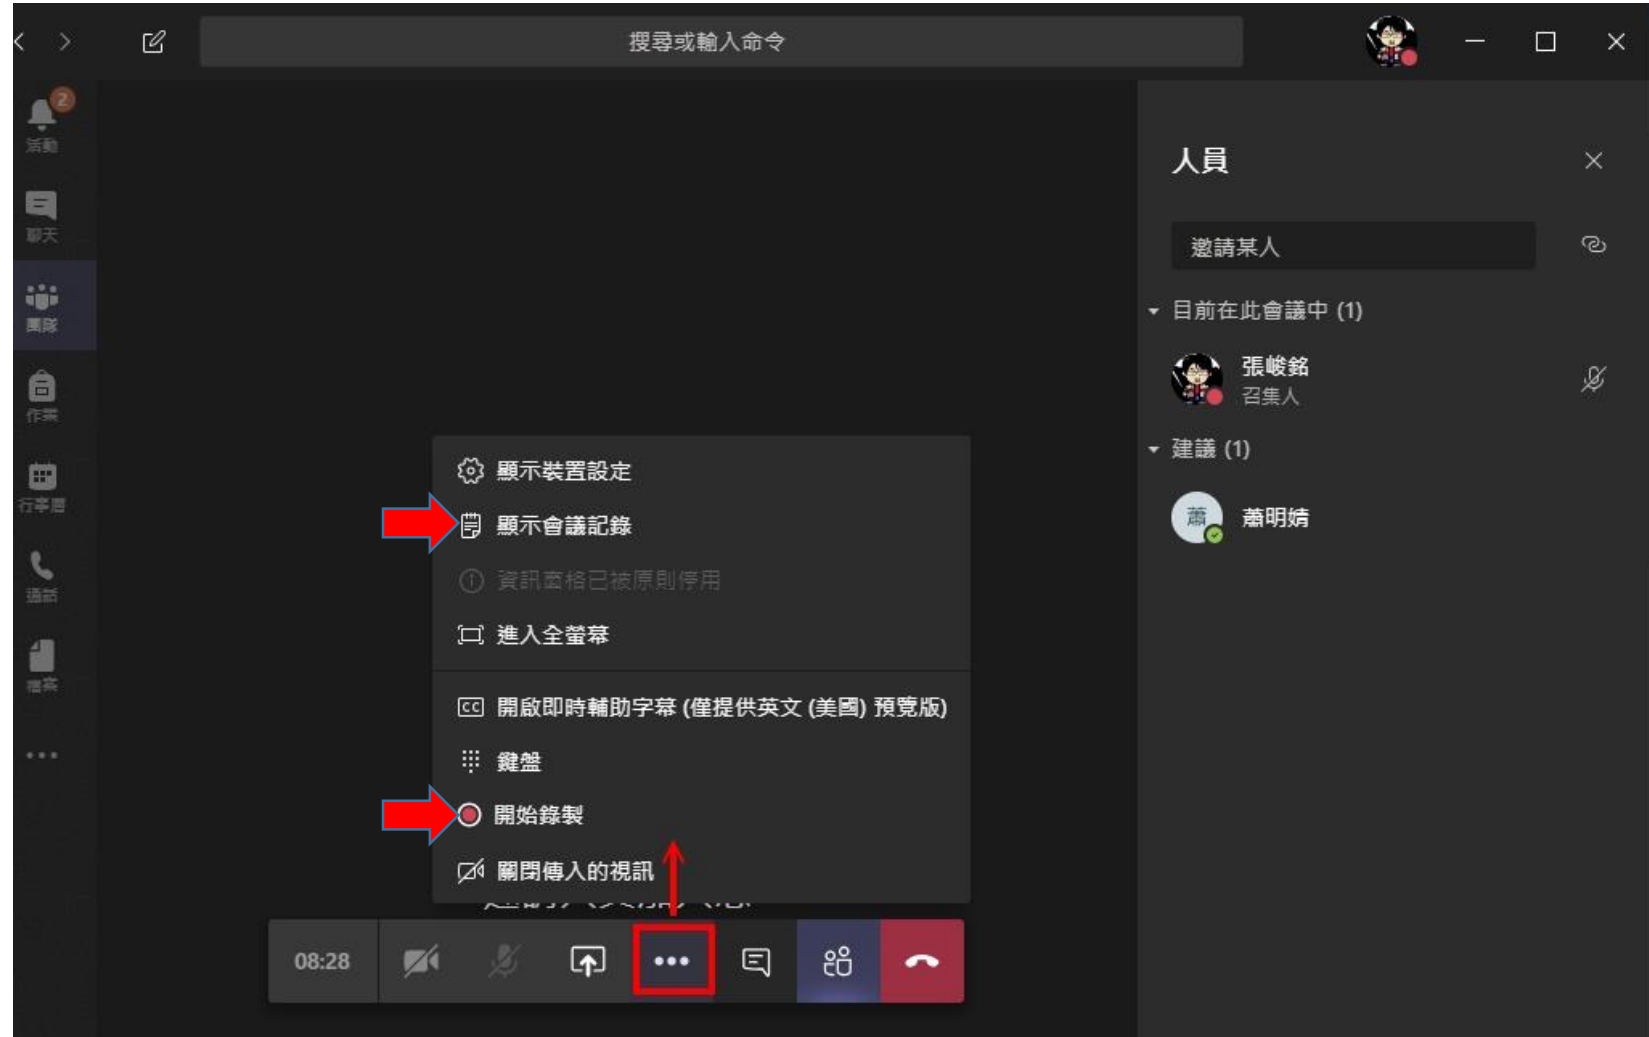 搜尋或輸入命令
2
活動
聊天
團隊
作業
行事曆
通話
檔案
人員
邀請某人
目前在此會議中 (1)
張峻銘
召集人
建議 (1)
蕭
蕭明婧
顯示裝置設定
顯示會議記錄
資訊窗格已被原則停用
進入全螢幕
CC 開啟即時輔助字幕 (僅提供英文 (美國) 預覽版)
鍵盤
開始錄製
關閉傳入的視訊
08:28